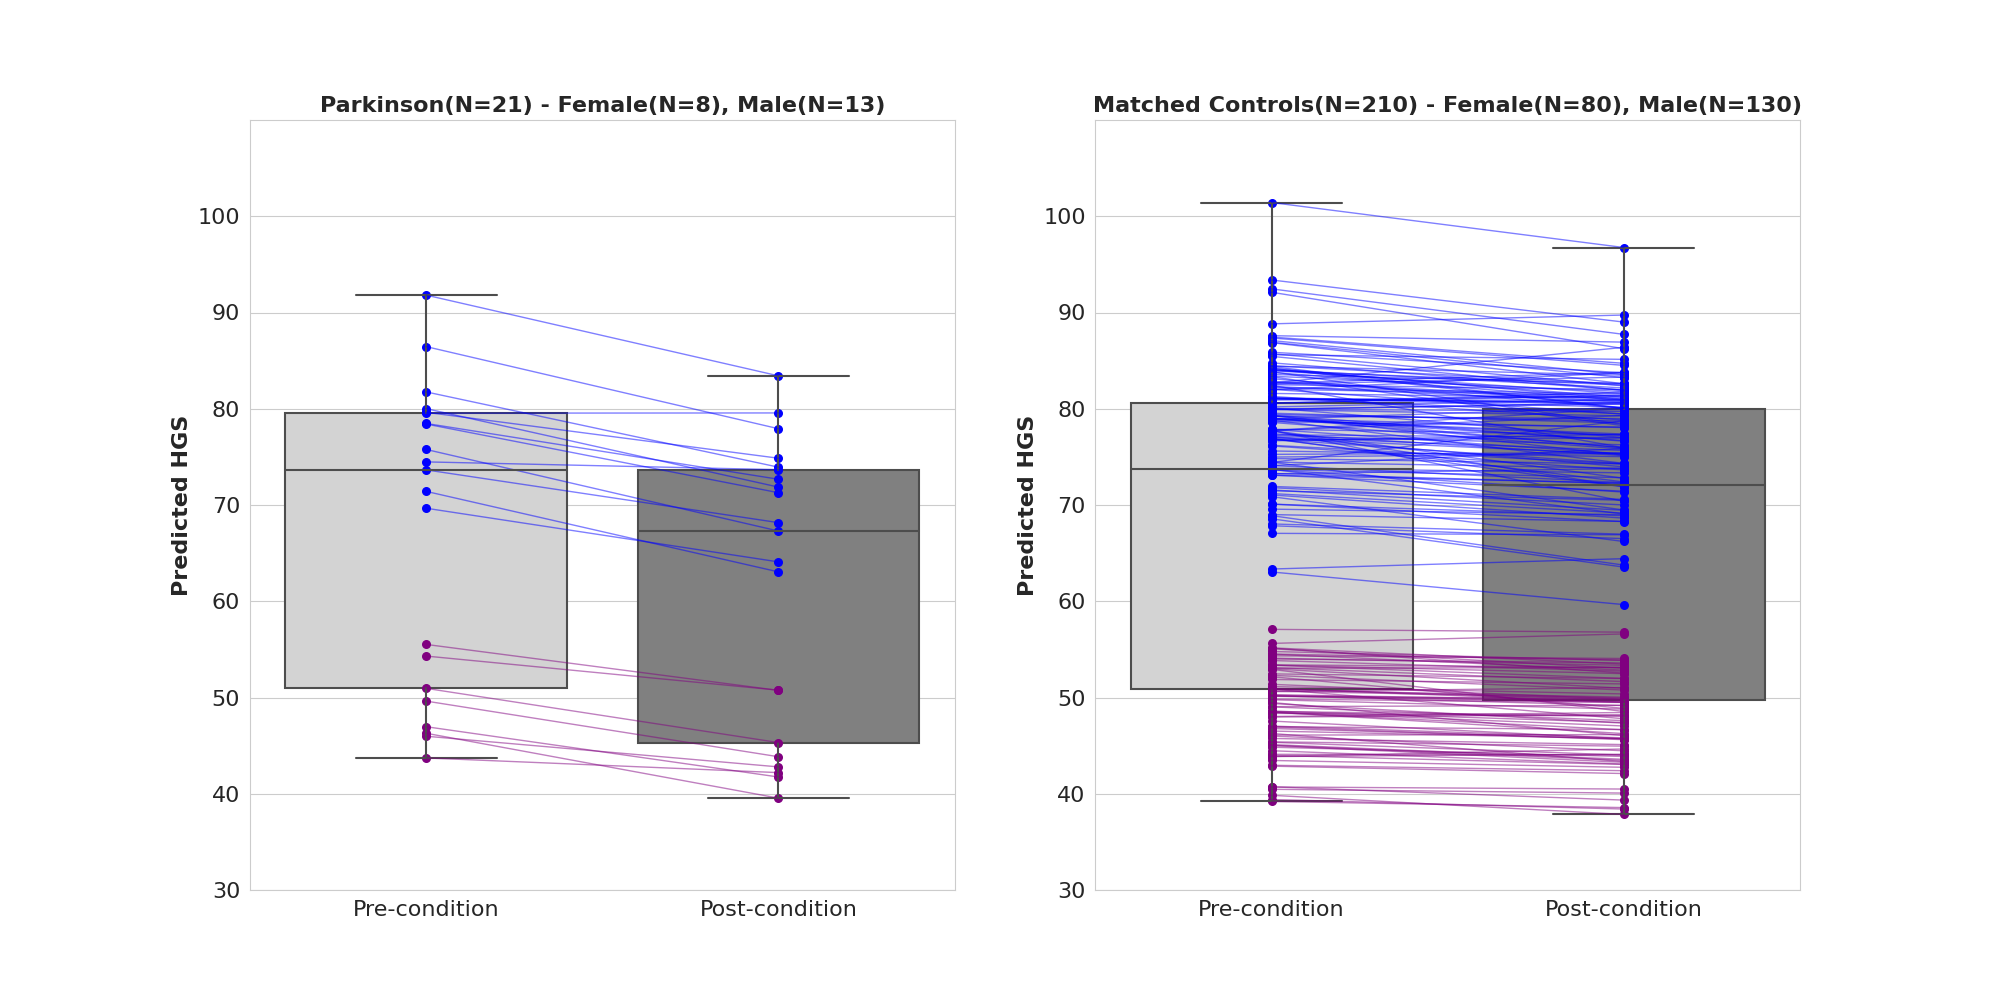 Parkinson(N=21) - Female(N=8), Male(N=13)
Predicted HGS
100
90
80
70
60
50
40
30
Pre-condition
Post-condition
Matched Controls(N=210) - Female(N=80), Male(N=130)
Predicted HGS
100
90
80
70
60
50
40
30
Pre-condition
Post-condition